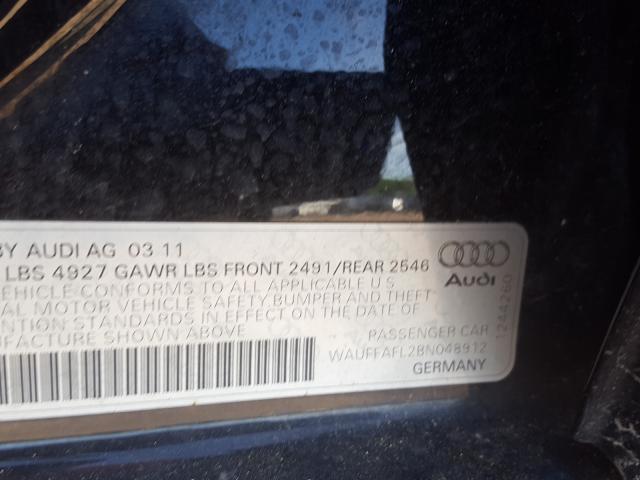 BY AUDI AG 03 11
LBS 4927 GAWR LBS FRONT 2491/REAR 2546
VEHICLE CONFORMS TO ALL APPLICABLE U S
AL MOTOR VEHICLE SAFETY, BUMPER AND THEFT
NTION STANDARDS IN EFFECT ON THE DATE OF
UFACTURE SHOWN ABOVE
PASSENGER CAR
WAUFFAFL2BN048912
GERMANY
Audi
1244260